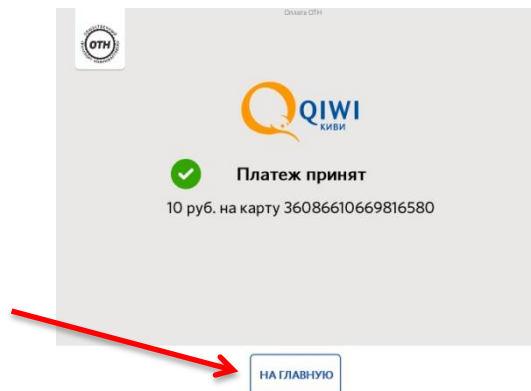 Оплата ОТН
ОТН
QIWI
КИВИ
Платеж принят
10 руб. на карту 36086610669816580
НА ГЛАВНУЮ